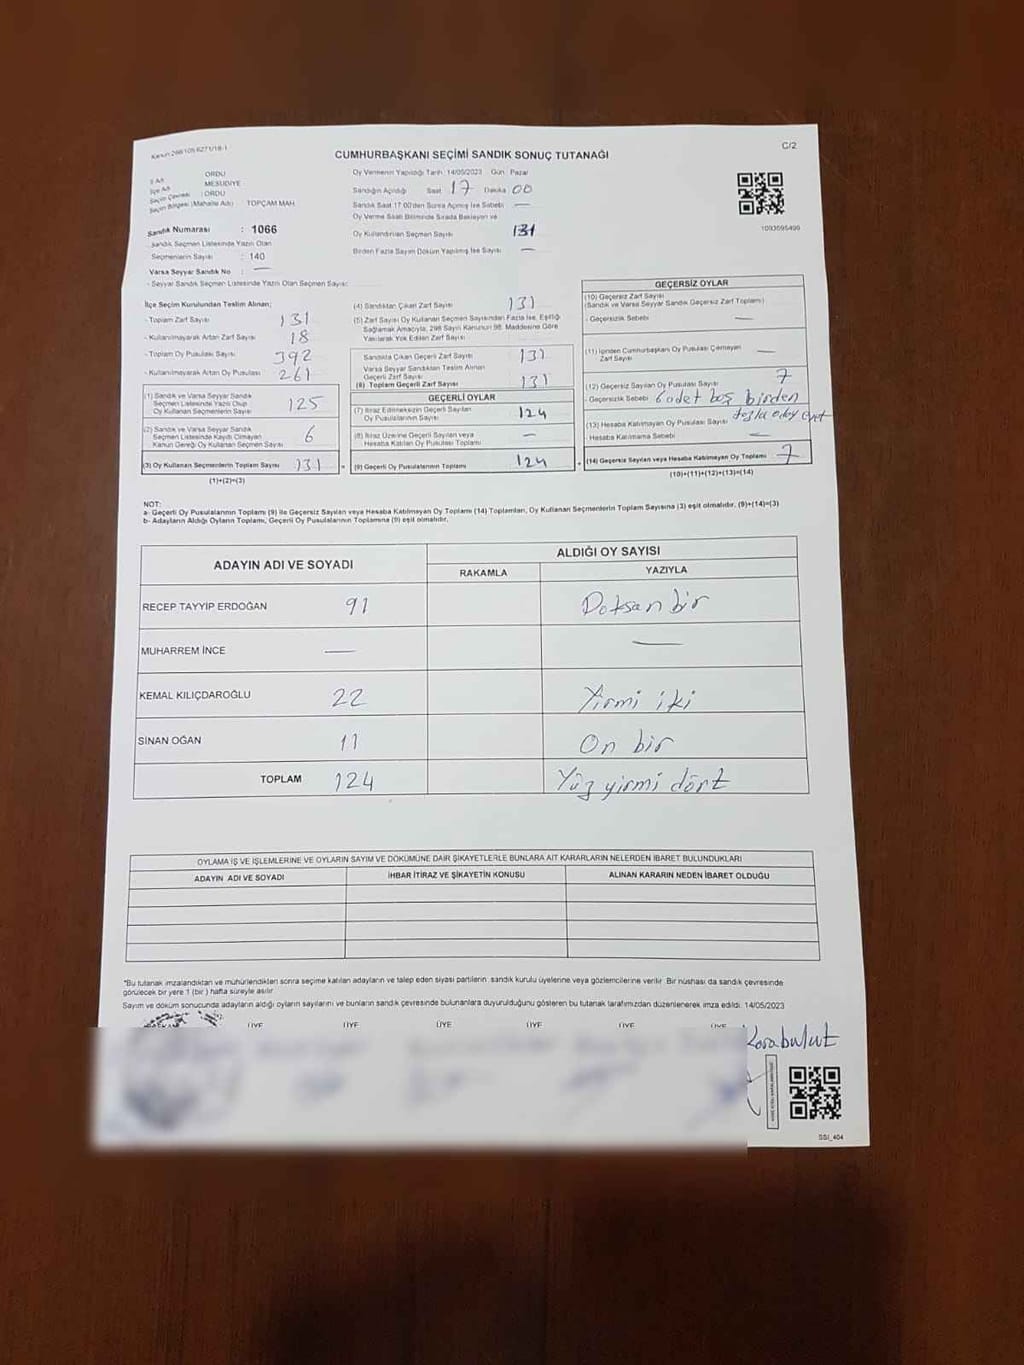 CUMHURBAŞKANI SEÇİMİ SANDIK SONUÇ TUTANAĞI
C/2
İl Adı : ORDU
İlçe Adı : MESUDİYE
Seçim Çevresi : ORDU
Seçim Bölgesi (Mahalle Adı) : TOPÇAM MAH.
Sandık Numarası : 1066
Sandık Seçmen Listesinde Yazılı Olan
Seçmenlerin Sayısı : 140
Varsa Seyyar Sandık No : —
- Seyyar Sandık Seçmen Listesinde Yazılı Olan Seçmen Sayısı:
Oy Vermenin Yapıldığı Tarih: 14/05/2023 Gün: Pazar
Sandığın Açıldığı Saat 17 Dakika 00
Sandık Saat 17.00'den Sonra Açılmış İse Sebebi —
Oy Verme Saati Bitiminde Sırada Bekleyen ve
Oy Kullandırılan Seçmen Sayısı 131
Birden Fazla Sayım Döküm Yapılmış İse Sayısı —
1093695499
İlçe Seçim Kurulundan Teslim Alınan;
- Toplam Zarf Sayısı 131
- Kullanılmayarak Artan Zarf Sayısı 18
- Toplam Oy Pusulası Sayısı 392
- Kullanılmayarak Artan Oy Pusulası 261
(1) Sandık ve Varsa Seyyar Sandık
Seçmen Listesinde Yazılı Olup
Oy Kullanan Seçmenlerin Sayısı 125
(2) Sandık ve Varsa Seyyar Sandık
Seçmen Listesinde Kayıtlı Olmayan
Kanun Gereği Oy Kullanan Seçmen Sayısı 6
(3) Oy Kullanan Seçmenlerin Toplam Sayısı 131
(1)+(2)=(3)
(4) Sandıktan Çıkan Zarf Sayısı 131
(5) Zarf Sayısı Oy Kullanan Seçmen Sayısından Fazla İse, Eşitliği
Sağlamak Amacıyla, 298 Sayılı Kanunun 98. Maddesine Göre
Yakılarak Yok Edilen Zarf Sayısı
Sandıkta Çıkan Geçerli Zarf Sayısı 131
Varsa Seyyar Sandıktan Teslim Alınan
Geçerli Zarf Sayısı
(6) Toplam Geçerli Zarf Sayısı 131
GEÇERLİ OYLAR
(7) İtiraz Edilmeksizin Geçerli Sayılan
Oy Pusulalarının Sayısı 124
(8) İtiraz Üzerine Geçerli Sayılan veya
Hesaba Katılan Oy Pusulası Toplamı —
(9) Geçerli Oy Pusulalarının Toplamı 124
GEÇERSİZ OYLAR
(10) Geçersiz Zarf Sayısı
(Sandık ve Varsa Seyyar Sandık Geçersiz Zarf Toplamı)
- Geçersizlik Sebebi —
(11) İçinden Cumhurbaşkanı Oy Pusulası Çıkmayan
Zarf Sayısı —
(12) Geçersiz Sayılan Oy Pusulası Sayısı 7
- Geçersizlik Sebebi 6 adet boş birden
fazla aday evet
(13) Hesaba Katılmayan Oy Pusulası Sayısı
Hesaba Katılmama Sebebi —
(14) Geçersiz Sayılan veya Hesaba Katılmayan Oy Toplamı 7
(10)+(11)+(12)+(13)=(14)
NOT:
a- Geçerli Oy Pusulalarının Toplamı (9) ile Geçersiz Sayılan veya Hesaba Katılmayan Oy Toplamı (14) Toplamları, Oy Kullanan Seçmenlerin Toplam Sayısına (3) eşit olmalıdır. (9)+(14)=(3)
b- Adayların Aldığı Oyların Toplamı, Geçerli Oy Pusulalarının Toplamına (9) eşit olmalıdır.
ADAYIN ADI VE SOYADI
ALDIĞI OY SAYISI
RAKAMLA YAZIYLA
RECEP TAYYİP ERDOĞAN 91 Doksan bir
MUHARREM İNCE — —
KEMAL KILIÇDAROĞLU 22 Yirmi iki
SİNAN OĞAN 11 On bir
TOPLAM 124 Yüz yirmi dört
OYLAMA İŞ VE İŞLEMLERİNE VE OYLARIN SAYIM VE DÖKÜMÜNE DAİR ŞİKAYETLERLE BUNLARA AİT KARARLARIN NELERDEN İBARET BULUNDUKLARI
ADAYIN ADI VE SOYADI İHBAR İTİRAZ VE ŞİKAYETİN KONUSU ALINAN KARARIN NEDEN İBARET OLDUĞU
*Bu tutanak imzalandıktan ve mühürlendikten sonra seçime katılan adayların ve talep eden siyasi partilerin sandık kurulu üyelerine veya gözlemcilerine verilir. Bir nüshası da sandık çevresinde
görülecek bir yere 1 (bir) hafta süreyle asılır.
Sayım ve döküm sonucunda adayların aldığı oyların sayılarını ve bunların sandık çevresinde bulunanlara duyurulduğunu gösteren bu tutanak tarafımızdan düzenlenerek imza edildi. 14/05/2023
BAŞKAN ÜYE ÜYE ÜYE ÜYE ÜYE ÜYE
Karabulut
SSI_404